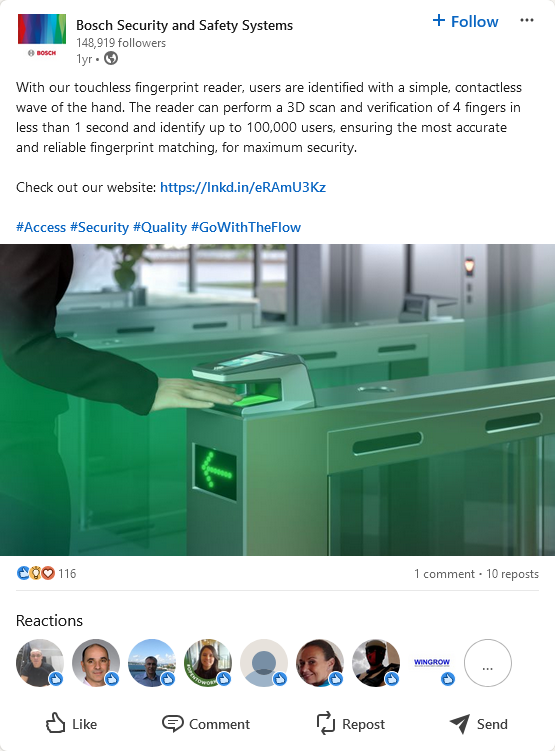 Bosch Security and Safety Systems
+ Follow
148,919 followers
1yr •
BOSCH
With our touchless fingerprint reader, users are identified with a simple, contactless
wave of the hand. The reader can perform a 3D scan and verification of 4 fingers in
less than 1 second and identify up to 100,000 users, ensuring the most accurate
and reliable fingerprint matching, for maximum security.
Check out our website: https://lnkd.in/eRAmU3Kz
#Access #Security #Quality #GoWithTheFlow
116
1 comment • 10 reposts
Reactions
#OPENTOWORK
WINGROW
...
Like
Comment
Repost
Send